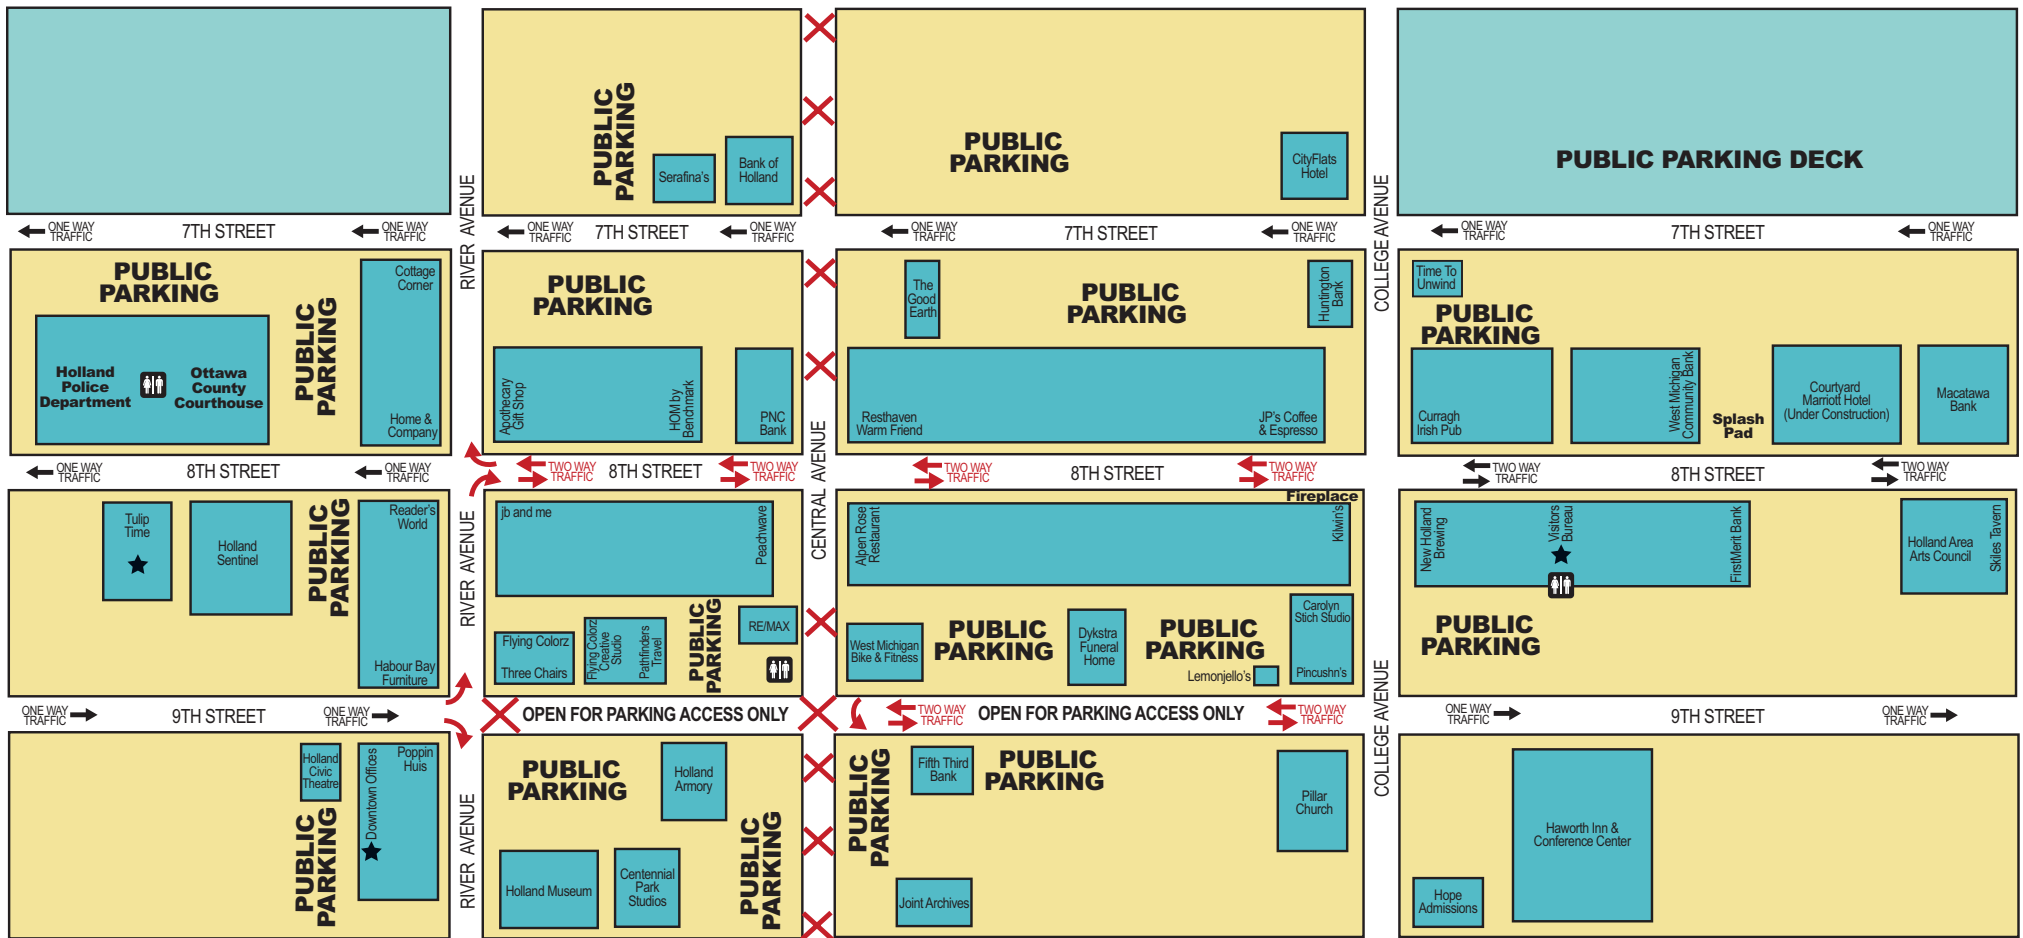 PUBLIC
PARKING
Serafina's
Bank of
Holland
PUBLIC
PARKING
CityFlats
Hotel
PUBLIC PARKING DECK
RIVER AVENUE
COLLEGE AVENUE
ONE WAY
TRAFFIC
7TH STREET
ONE WAY
TRAFFIC
ONE WAY
TRAFFIC
7TH STREET
ONE WAY
TRAFFIC
ONE WAY
TRAFFIC
7TH STREET
ONE WAY
TRAFFIC
ONE WAY
TRAFFIC
7TH STREET
ONE WAY
TRAFFIC
PUBLIC
PARKING
Holland
Police
Department
Ottawa
County
Courthouse
PUBLIC
PARKING
Cottage
Corner
Home &
Company
PUBLIC
PARKING
Apothecary
Gift Shop
HOM by
Benchmark
PNC
Bank
The
Good
Earth
PUBLIC
PARKING
Huntington
Bank
Resthaven
Warm Friend
JP's Coffee
& Espresso
Time To
Unwind
PUBLIC
PARKING
Curragh
Irish Pub
West Michigan
Community Bank
Splash
Pad
Courtyard
Marriott Hotel
(Under Construction)
Macatawa
Bank
CENTRAL AVENUE
ONE WAY
TRAFFIC
8TH STREET
ONE WAY
TRAFFIC
TWO WAY
TRAFFIC
8TH STREET
TWO WAY
TRAFFIC
TWO WAY
TRAFFIC
8TH STREET
TWO WAY
TRAFFIC
TWO WAY
TRAFFIC
8TH STREET
TWO WAY
TRAFFIC
Tulip
Time
Holland
Sentinel
PUBLIC
PARKING
Reader's
World
Habour Bay
Furniture
RIVER AVENUE
jb and me
Peachwave
Flying Colorz
Three Chairs
Flying Colorz
Creative
Studio
Pathfinders
Travel
PUBLIC
PARKING
RE/MAX
Fireplace
Alpen Rose
Restaurant
Kilwin's
West Michigan
Bike & Fitness
PUBLIC
PARKING
Dykstra
Funeral
Home
PUBLIC
PARKING
Lemonjello's
Carolyn
Stich Studio
Pincushn's
New Holland
Brewing
Visitors
Bureau
FirstMerit Bank
Holland Area
Arts Council
Skiles Tavern
PUBLIC
PARKING
COLLEGE AVENUE
ONE WAY
TRAFFIC
9TH STREET
ONE WAY
TRAFFIC
OPEN FOR PARKING ACCESS ONLY
TWO WAY
TRAFFIC
OPEN FOR PARKING ACCESS ONLY
TWO WAY
TRAFFIC
ONE WAY
TRAFFIC
9TH STREET
ONE WAY
TRAFFIC
Holland
Civic
Theatre
PUBLIC
PARKING
Downtown Offices
Poppin
Huis
RIVER AVENUE
PUBLIC
PARKING
Holland
Armory
Holland Museum
Centennial
Park
Studios
PUBLIC
PARKING
PUBLIC
PARKING
Fifth Third
Bank
PUBLIC
PARKING
Joint Archives
Pillar
Church
Haworth Inn &
Conference Center
Hope
Admissions